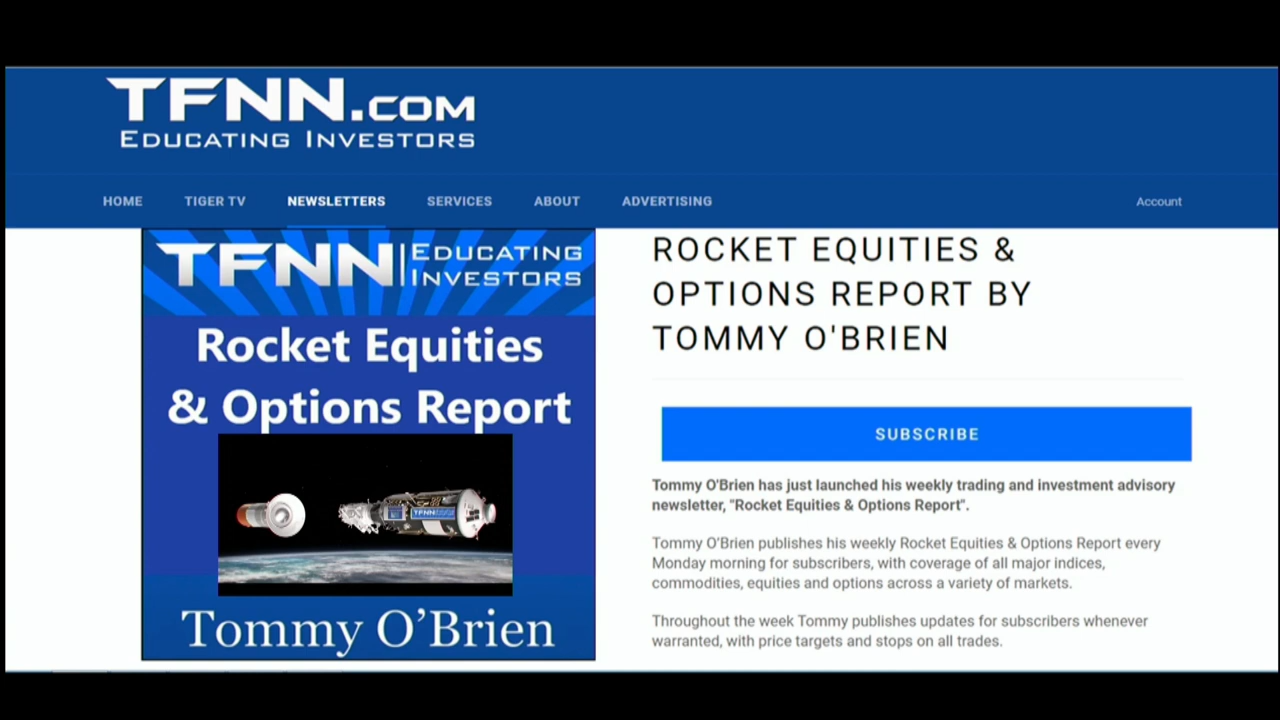 TFNN.COM
EDUCATING INVESTORS
HOME TIGER TV NEWSLETTERS SERVICES ABOUT ADVERTISING Account
TFNN EDUCATING
INVESTORS
Rocket Equities
& Options Report
TFNN
Tommy O’Brien
ROCKET EQUITIES &
OPTIONS REPORT BY
TOMMY O'BRIEN
SUBSCRIBE
Tommy O'Brien has just launched his weekly trading and investment advisory
newsletter, "Rocket Equities & Options Report".
Tommy O’Brien publishes his weekly Rocket Equities & Options Report every
Monday morning for subscribers, with coverage of all major indices,
commodities, equities and options across a variety of markets.
Throughout the week Tommy publishes updates for subscribers whenever
warranted, with price targets and stops on all trades.